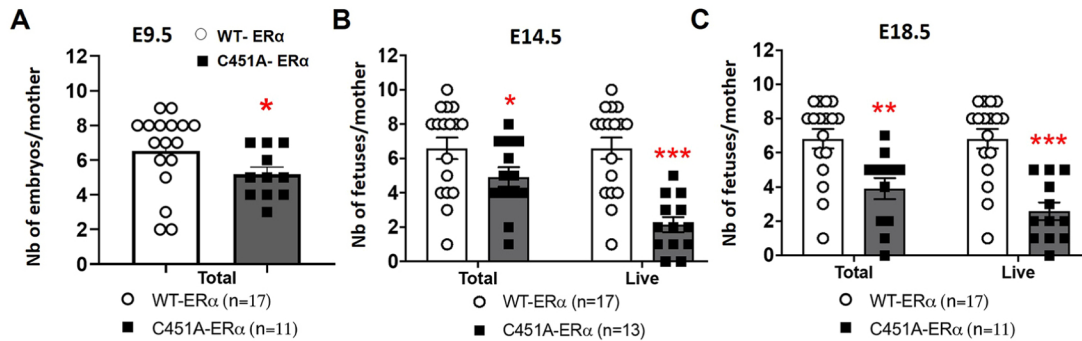 A
E9.5
WT- ERα
C451A- ERα
Nb of embryos/mother
12
10
8
6
4
2
0
*
Total
WT-ERα (n=17)
C451A-ERα (n=11)
B
E14.5
Nb of fetuses/mother
12
10
8
6
4
2
0
*
***
Total Live
WT-ERα (n=17)
C451A-ERα (n=13)
C
E18.5
Nb of fetuses/mother
12
10
8
6
4
2
0
**
***
Total Live
WT-ERα (n=17)
C451A-ERα (n=11)